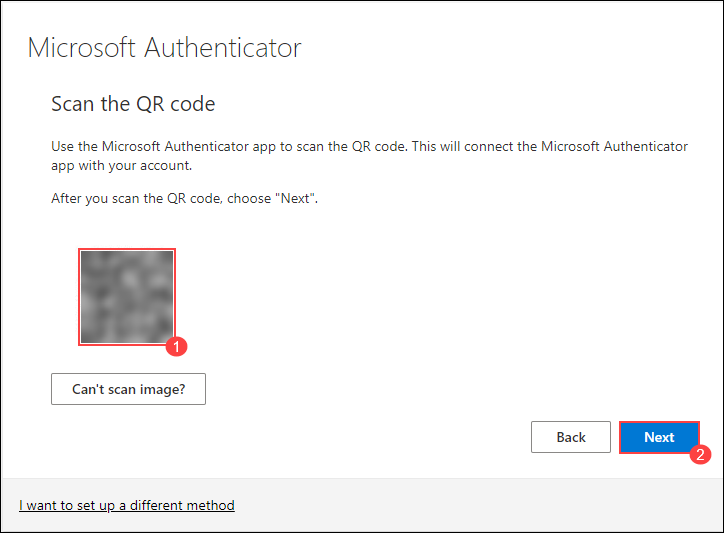 Microsoft Authenticator
Scan the QR code
Use the Microsoft Authenticator app to scan the QR code. This will connect the Microsoft Authenticator
app with your account.
After you scan the QR code, choose "Next".
1
Can't scan image?
Back
Next
2
I want to set up a different method